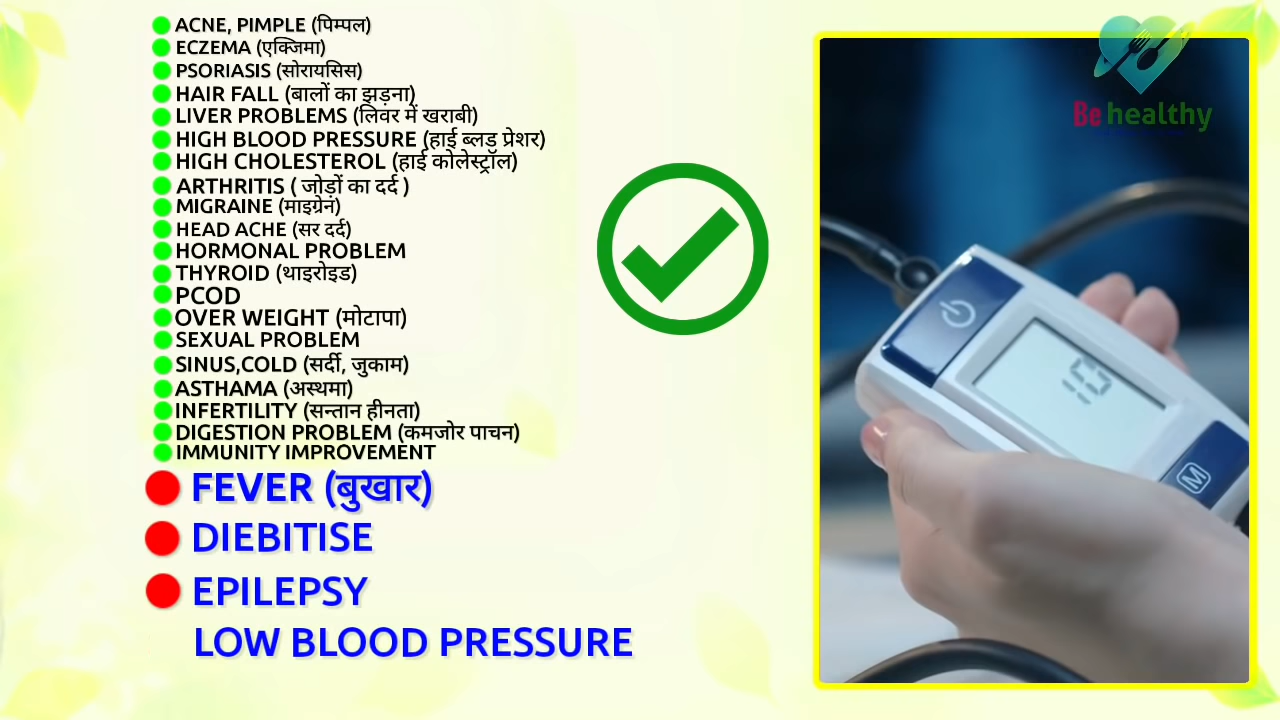 ACNE, PIMPLE (पिम्पल)
ECZEMA (एक्जिमा)
PSORIASIS (सोरायसिस)
HAIR FALL (बालों का झड़ना)
LIVER PROBLEMS (लिवर में खराबी)
HIGH BLOOD PRESSURE (हाई ब्लड प्रेशर)
HIGH CHOLESTEROL (हाई कोलेस्ट्रॉल)
ARTHRITIS ( जोड़ों का दर्द )
MIGRAINE (माइग्रेन)
HEAD ACHE (सर दर्द)
HORMONAL PROBLEM
THYROID (थाइरोइड)
PCOD
OVER WEIGHT (मोटापा)
SEXUAL PROBLEM
SINUS,COLD (सर्दी, जुकाम)
ASTHAMA (अस्थमा)
INFERTILITY (सन्तान हीनता)
DIGESTION PROBLEM (कमजोर पाचन)
IMMUNITY IMPROVEMENT
FEVER (बुखार)
DIEBITISE
EPILEPSY
LOW BLOOD PRESSURE
Be healthy
M